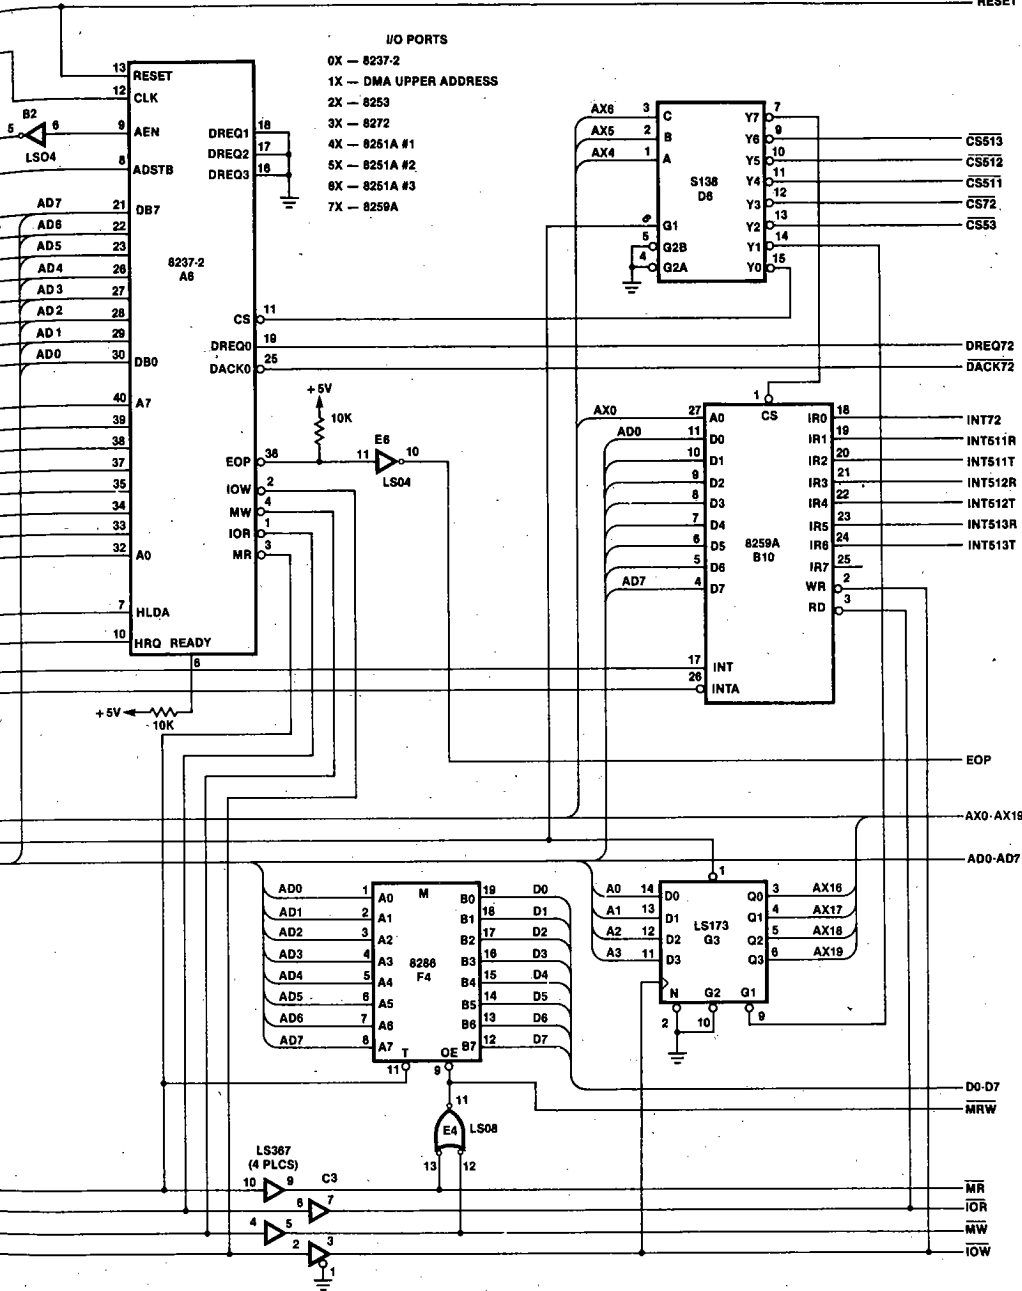 RESET
I/O PORTS
0X — 8237-2
1X — DMA UPPER ADDRESS
2X — 8253
3X — 8272
4X — 8251A #1
5X — 8251A #2
6X — 8251A #3
7X — 8259A
13 RESET
12 CLK
B2
5 6
LS04
9 AEN
8 ADSTB
DREQ1 18
DREQ2 17
DREQ3 16
AD7 21 DB7
AD6 22
AD5 23
AD4 26
AD3 27
AD2 28
AD1 29
AD0 30 DB0
8237-2
A6
CS 11
DREQ0 19
DACK0 25
40 A7
39
38
37
35
34
33
32 A0
EOP 36
IOW 2
MW 4
IOR 1
MR 3
7 HLDA
10 HRQ READY
6
+5V
10K
+5V
10K
E6
11 10
LS04
AX6 3 C
AX5 2 B
AX4 1 A
S138
D6
6 G1
5 G2B
4 G2A
Y7 7
Y6 9 CS513
Y5 10 CS512
Y4 11 CS511
Y3 12 CS72
Y2 13 CS53
Y1 14
Y0 15
DREQ72
DACK72
1
CS
AX0 27 A0
AD0 11 D0
10 D1
9 D2
8 D3
7 D4
6 D5
5 D6
AD7 4 D7
8259A
B10
IR0 18 INT72
IR1 19 INT511R
IR2 20 INT511T
IR3 21 INT512R
IR4 22 INT512T
IR5 23 INT513R
IR6 24 INT513T
IR7 25
WR 2
RD 3
17 INT
26 INTA
EOP
AX0-AX19
AD0-AD7
AD0 1 A0
AD1 2 A1
AD2 3 A2
AD3 4 A3
AD4 5 A4
AD5 6 A5
AD6 7 A6
AD7 8 A7
M
8286
F4
B0 19 D0
B1 18 D1
B2 17 D2
B3 16 D3
B4 15 D4
B5 14 D5
B6 13 D6
B7 12 D7
T OE
11 9
1
A0 14 D0
A1 13 D1
A2 12 D2
A3 11 D3
LS173
G3
Q0 3 AX16
Q1 4 AX17
Q2 5 AX18
Q3 6 AX19
N G2 G1
2 10 9
D0-D7
MRW
11
E4 LS08
13 12
LS367
(4 PLCS)
C3
10 9 MR
6 7 IOR
4 5 MW
2 3 IOW
1